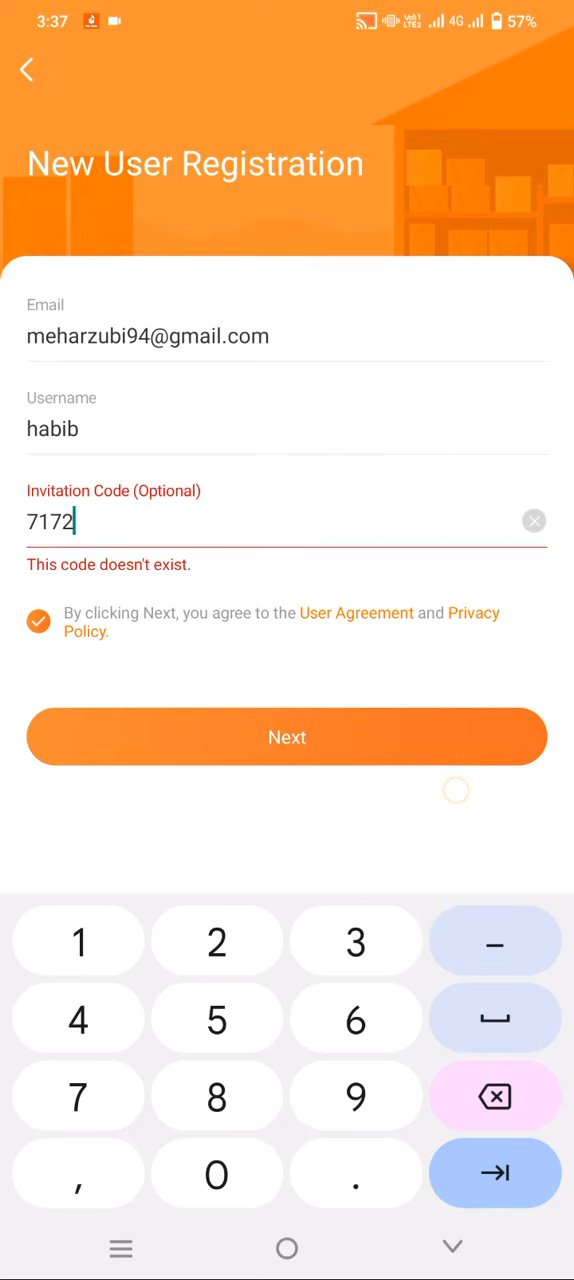 3:37 Vo1 LTE2 4G 57%
New User Registration
Email
meharzubi94@gmail.com
Username
habib
Invitation Code (Optional)
7172
This code doesn't exist.
By clicking Next, you agree to the User Agreement and Privacy
Policy.
Next
1 2 3 –
4 5 6
7 8 9
, 0 .